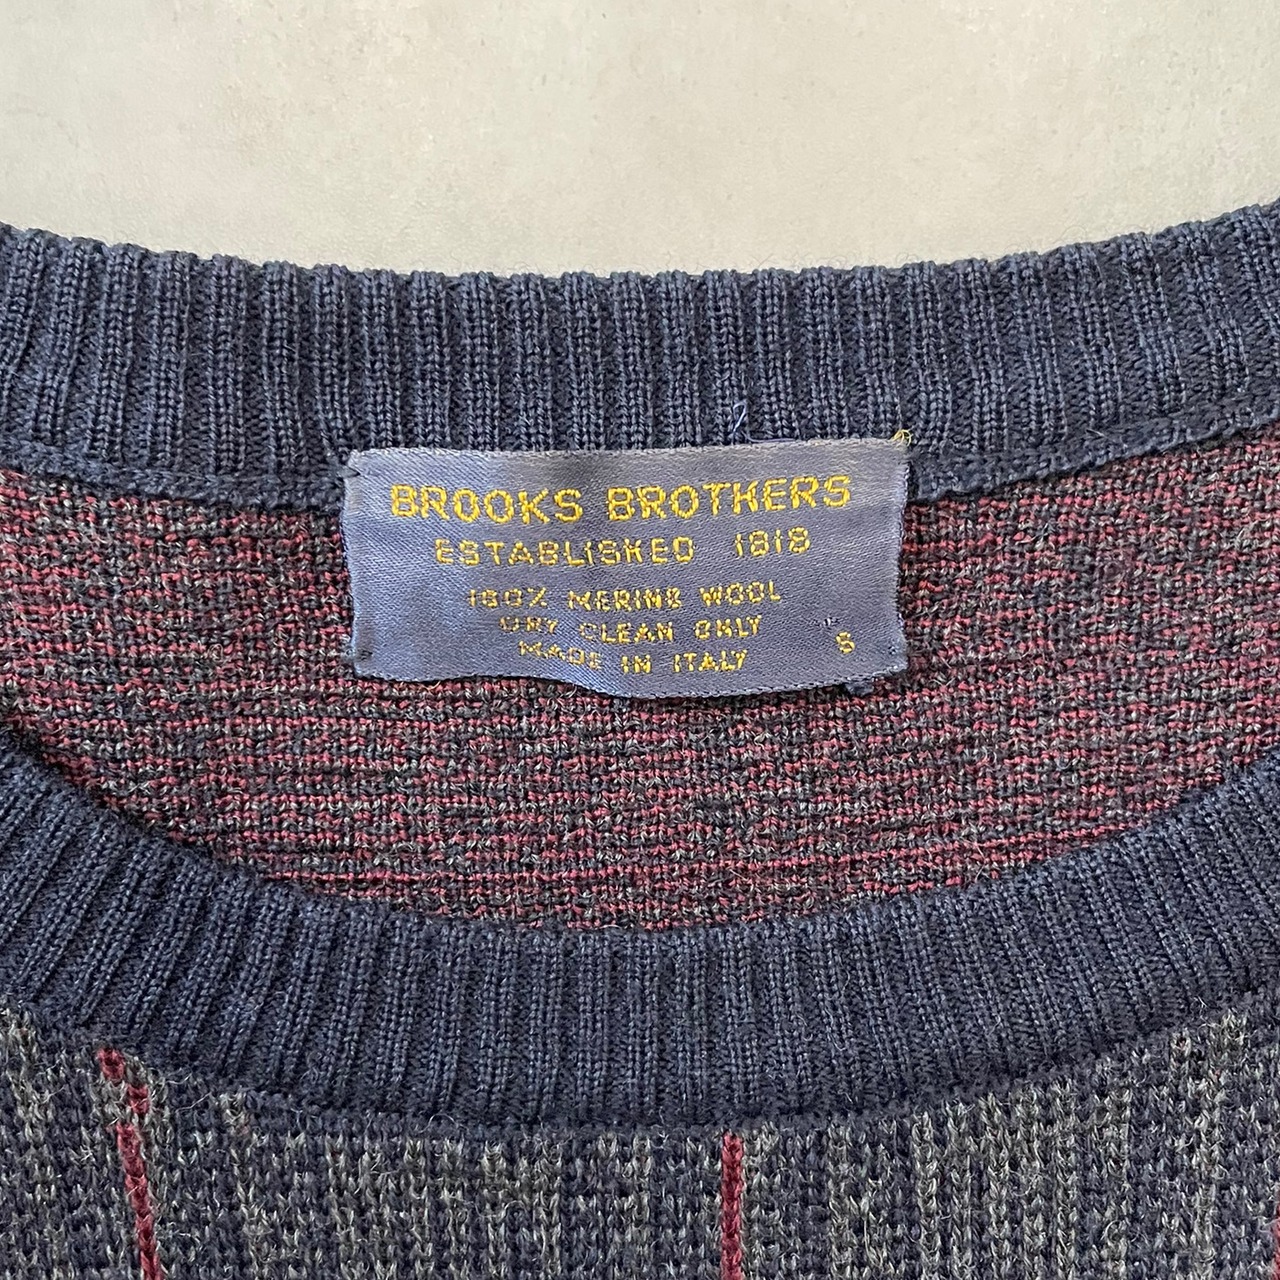 BROOKS BROTHERS
ESTABLISHED 1818
100% MERINO WOOL
DRY CLEAN ONLY
MADE IN ITALY
S